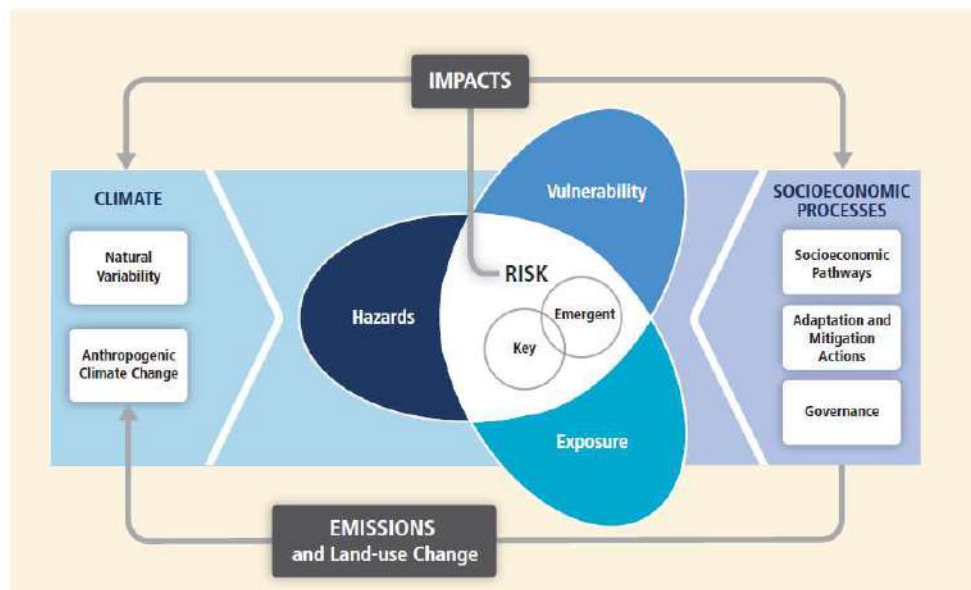 IMPACTS
CLIMATE
Natural
Variability
Anthropogenic
Climate Change
Vulnerability
Hazards
RISK
Emergent
Key
Exposure
SOCIOECONOMIC
PROCESSES
Socioeconomic
Pathways
Adaptation and
Mitigation
Actions
Governance
EMISSIONS
and Land-use Change